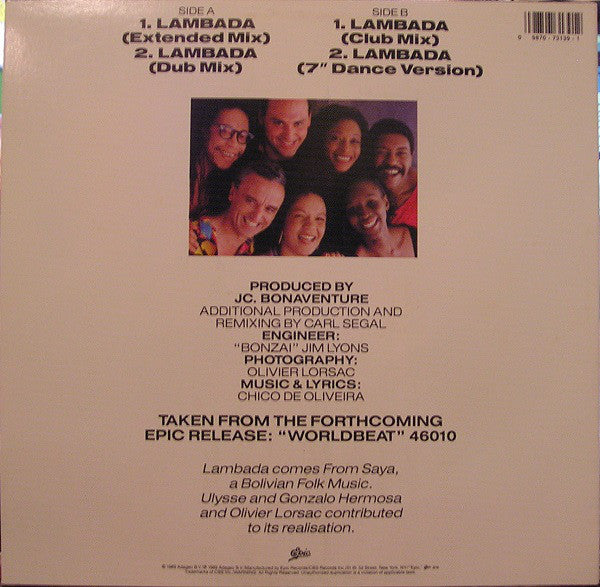 SIDE A
1. LAMBADA
(Extended Mix)
2. LAMBADA
(Dub Mix)
SIDE B
1. LAMBADA
(Club Mix)
2. LAMBADA
(7" Dance Version)
PRODUCED BY
JC. BONAVENTURE
ADDITIONAL PRODUCTION AND
REMIXING BY CARL SEGAL
ENGINEER:
"BONZAI" JIM LYONS
PHOTOGRAPHY:
OLIVIER LORSAC
MUSIC & LYRICS:
CHICO DE OLIVEIRA
TAKEN FROM THE FORTHCOMING
EPIC RELEASE: "WORLDBEAT" 46010
Lambada comes From Saya,
a Bolivian Folk Music.
Ulysse and Gonzalo Hermosa
and Olivier Lorsac contributed
to its realisation.
Epic